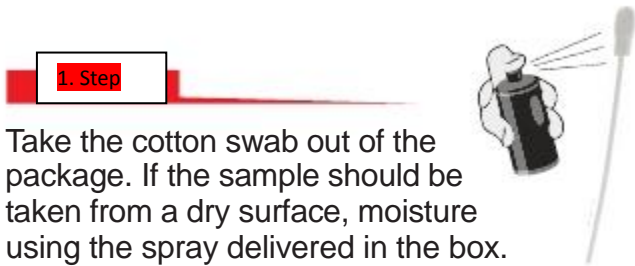 1. Step
Take the cotton swab out of the
package. If the sample should be
taken from a dry surface, moisture
using the spray delivered in the box.